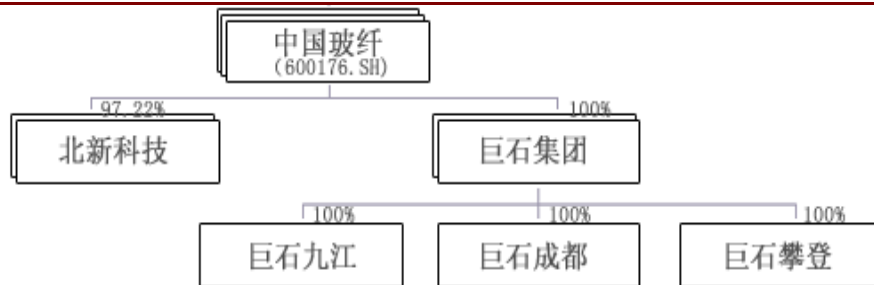 中国玻纤
(600176.SH)
97.22%
100%
北新科技
巨石集团
100%
100%
100%
巨石九江
巨石成都
巨石攀登